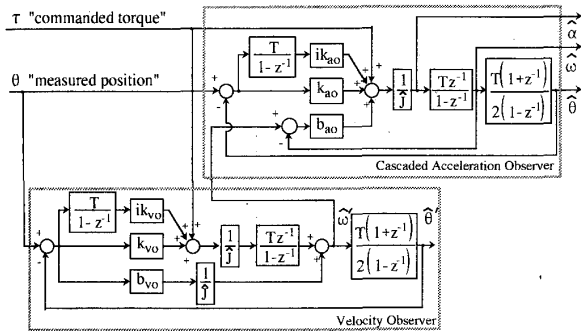 τ "commanded torque"
θ "measured position"
T
1- z⁻¹
ik_ao
k_ao
b_ao
1
Ĵ
Tz⁻¹
1-z⁻¹
T(1+z⁻¹)
2(1-z⁻¹)
α̂
ω̂
θ̂
+
-
+
-
+
+
+
+
Cascaded Acceleration Observer
T
1- z⁻¹
ik_vo
k_vo
b_vo
1
Ĵ
1
Ĵ
Tz⁻¹
1-z⁻¹
ω̂'
T(1+z⁻¹)
2(1-z⁻¹)
θ̂'
+
-
+
+
+
+
+
Velocity Observer